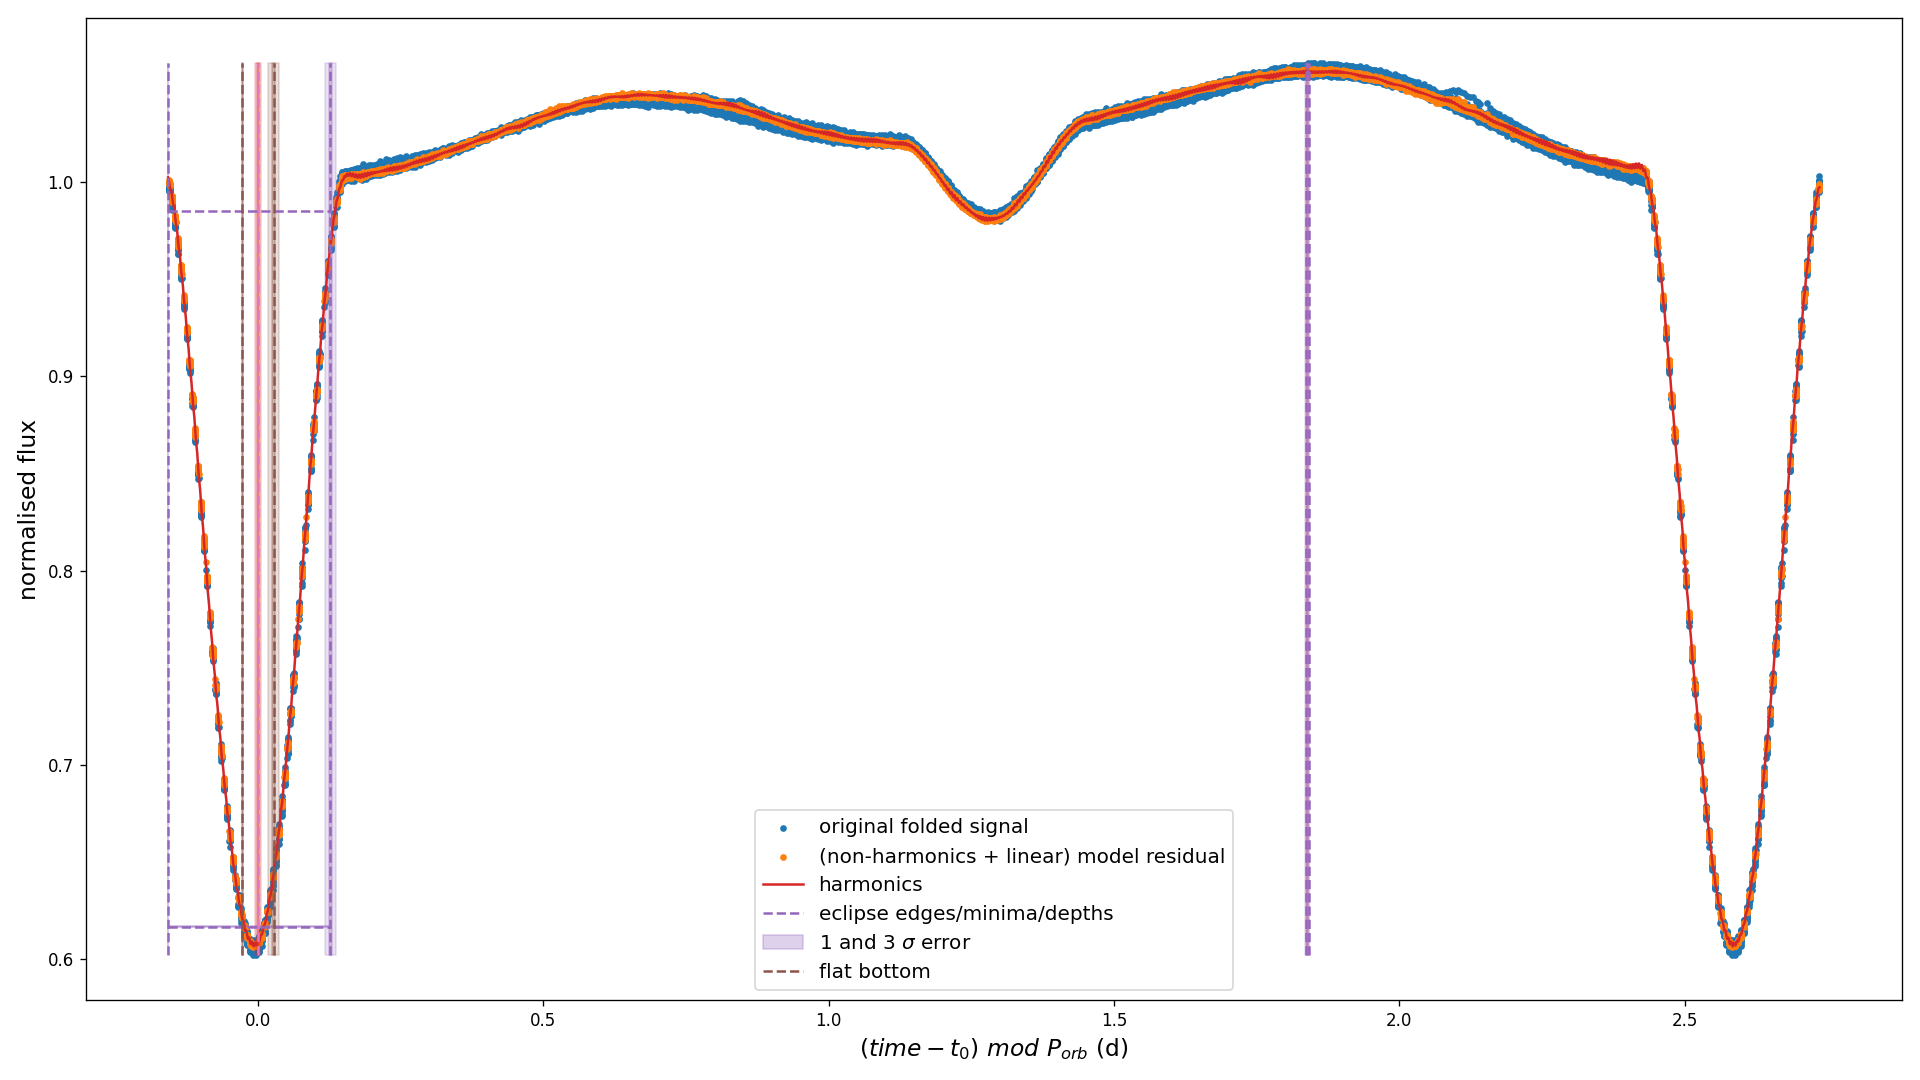 normalised flux
1.0
0.9
0.8
0.7
0.6
original folded signal
(non-harmonics + linear) model residual
harmonics
eclipse edges/minima/depths
1 and 3 σ error
flat bottom
0.0 0.5 1.0 1.5 2.0 2.5
(time − t₀) mod P_orb (d)